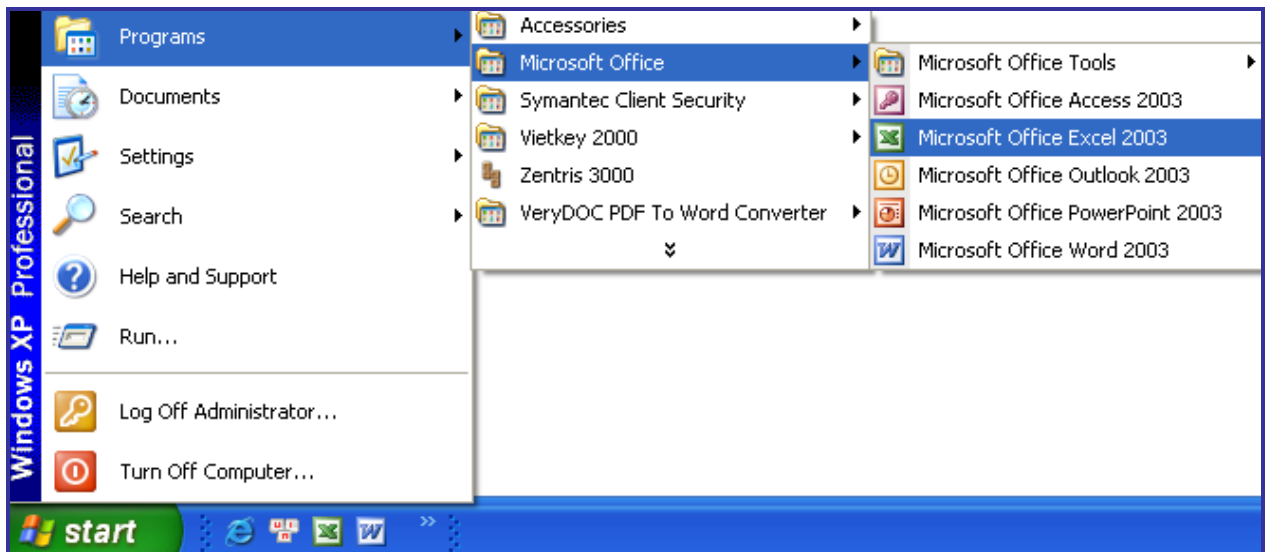 Windows XP Professional
Programs
Documents
Settings
Search
Help and Support
Run...
Log Off Administrator...
Turn Off Computer...
Accessories
Microsoft Office
Symantec Client Security
Vietkey 2000
Zentris 3000
VeryDOC PDF To Word Converter
Microsoft Office Tools
Microsoft Office Access 2003
Microsoft Office Excel 2003
Microsoft Office Outlook 2003
Microsoft Office PowerPoint 2003
Microsoft Office Word 2003
start